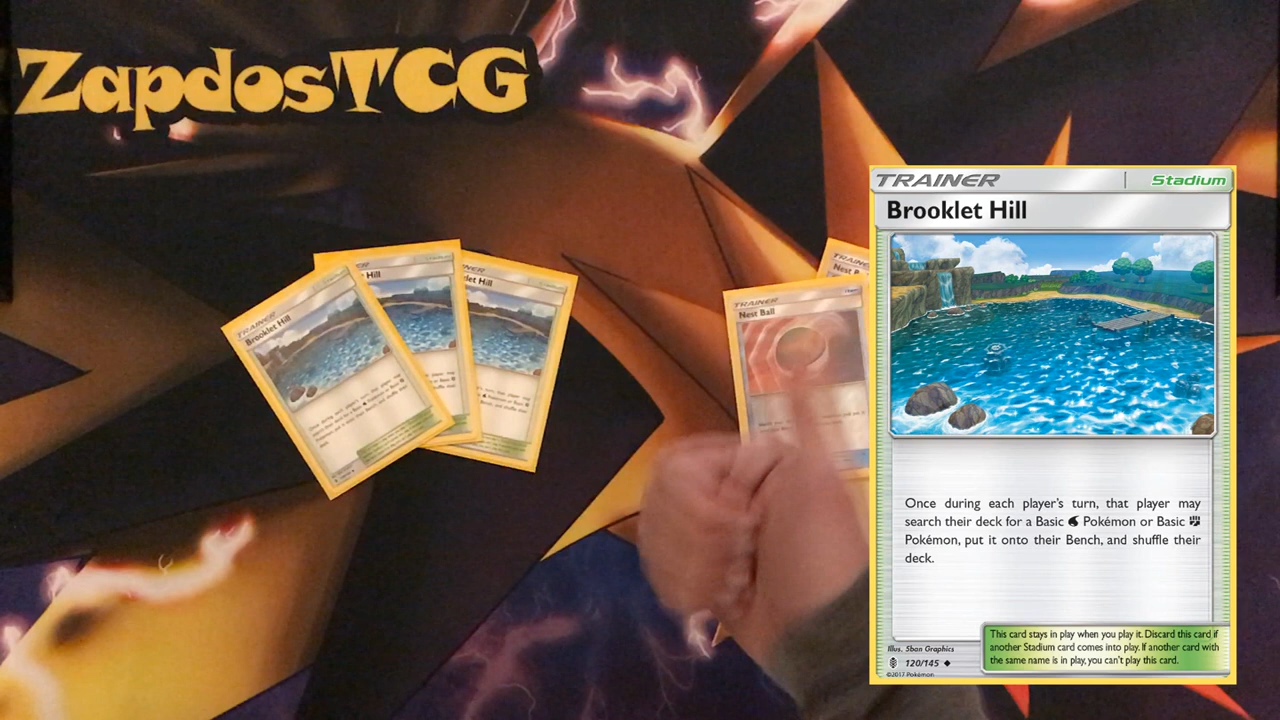 ZapdosTCG
TRAINER
Brooklet Hill
Hill
let Hill
TRAINER
Nest Ball
TRAINER Stadium
Brooklet Hill
Once during each player's turn, that player may
search their deck for a Basic Pokémon or Basic
Pokémon, put it onto their Bench, and shuffle their
deck.
This card stays in play when you play it. Discard this card if
another Stadium card comes into play. If another card with
the same name is in play, you can't play this card.
Illus. 5ban Graphics
120/145
©2017 Pokémon